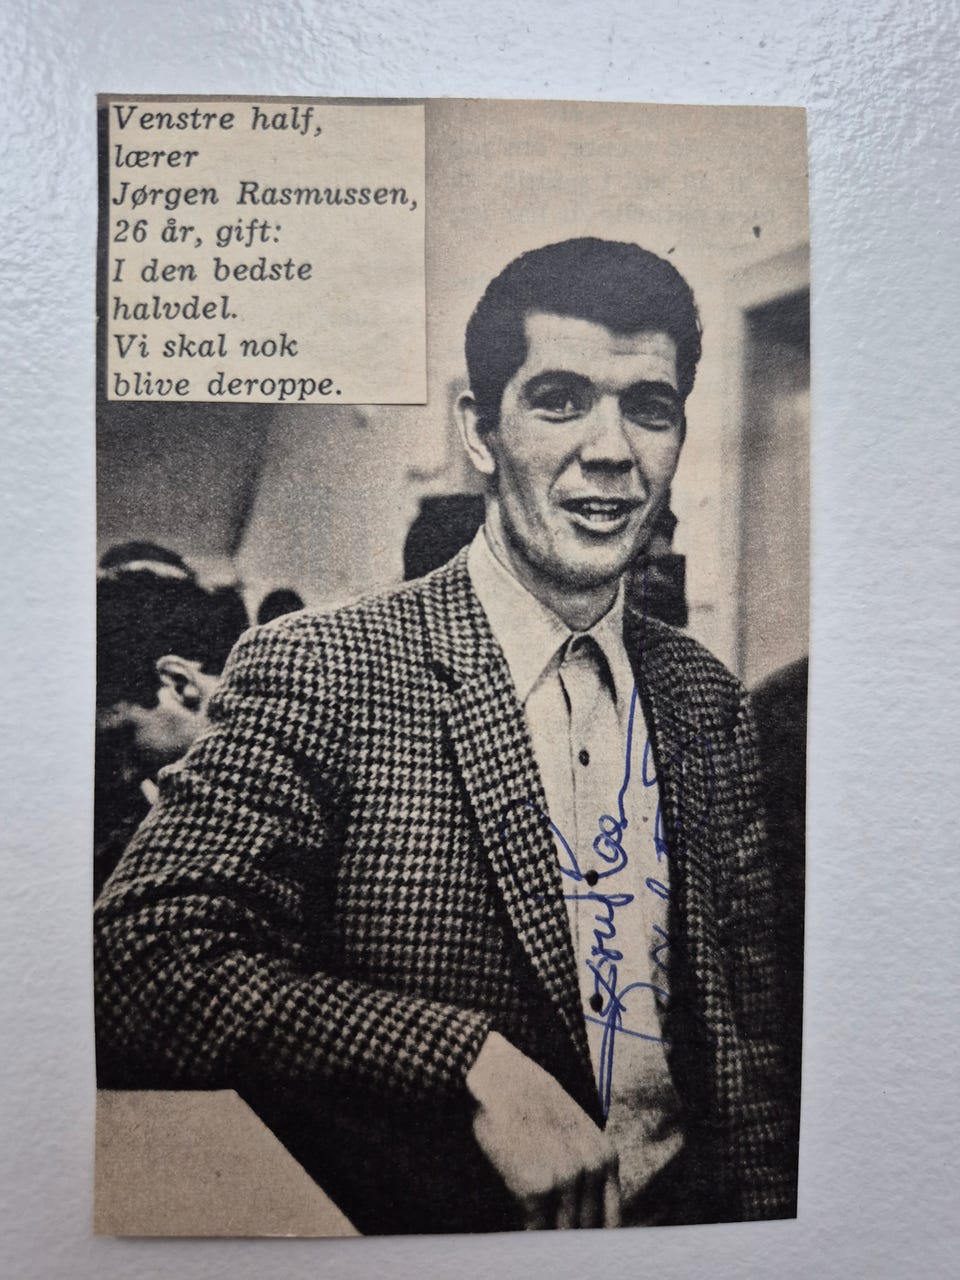 Venstre half,
lærer
Jørgen Rasmussen,
26 år, gift:
I den bedste
halvdel.
Vi skal nok
blive deroppe.